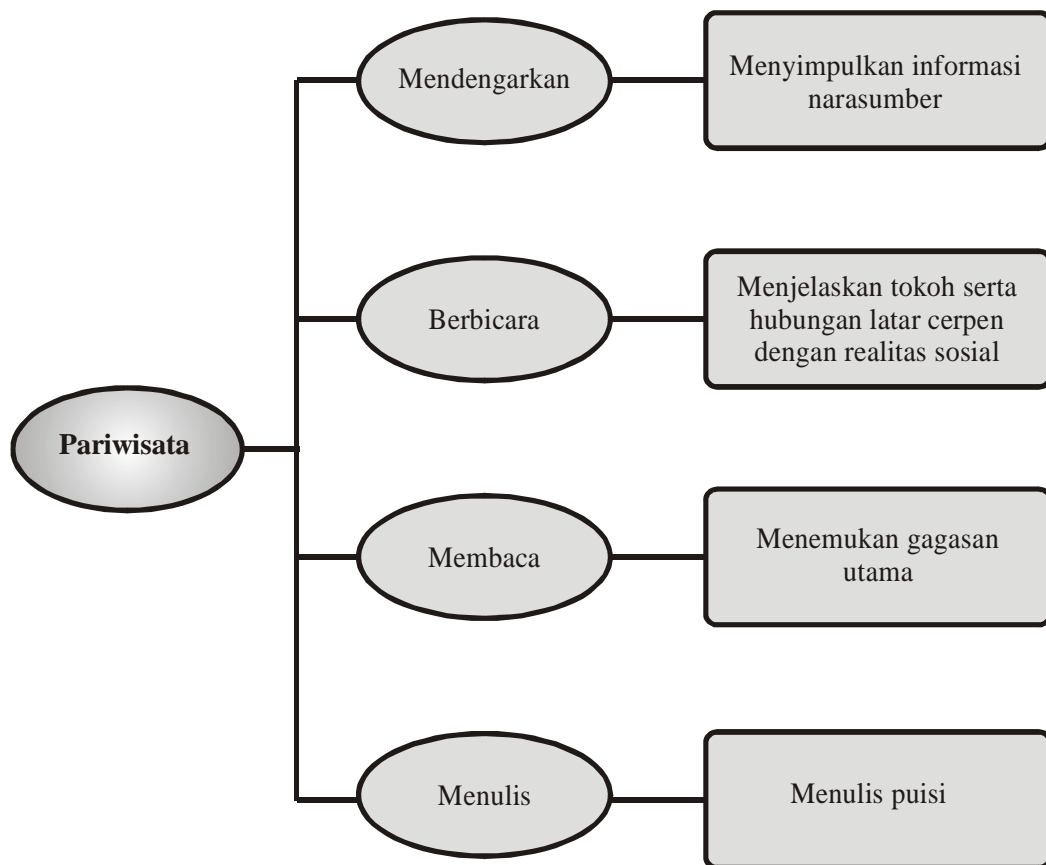 Mendengarkan
Menyimpulkan informasi
narasumber
Berbicara
Menjelaskan tokoh serta
hubungan latar cerpen
dengan realitas sosial
Pariwisata
Membaca
Menemukan gagasan
utama
Menulis
Menulis puisi